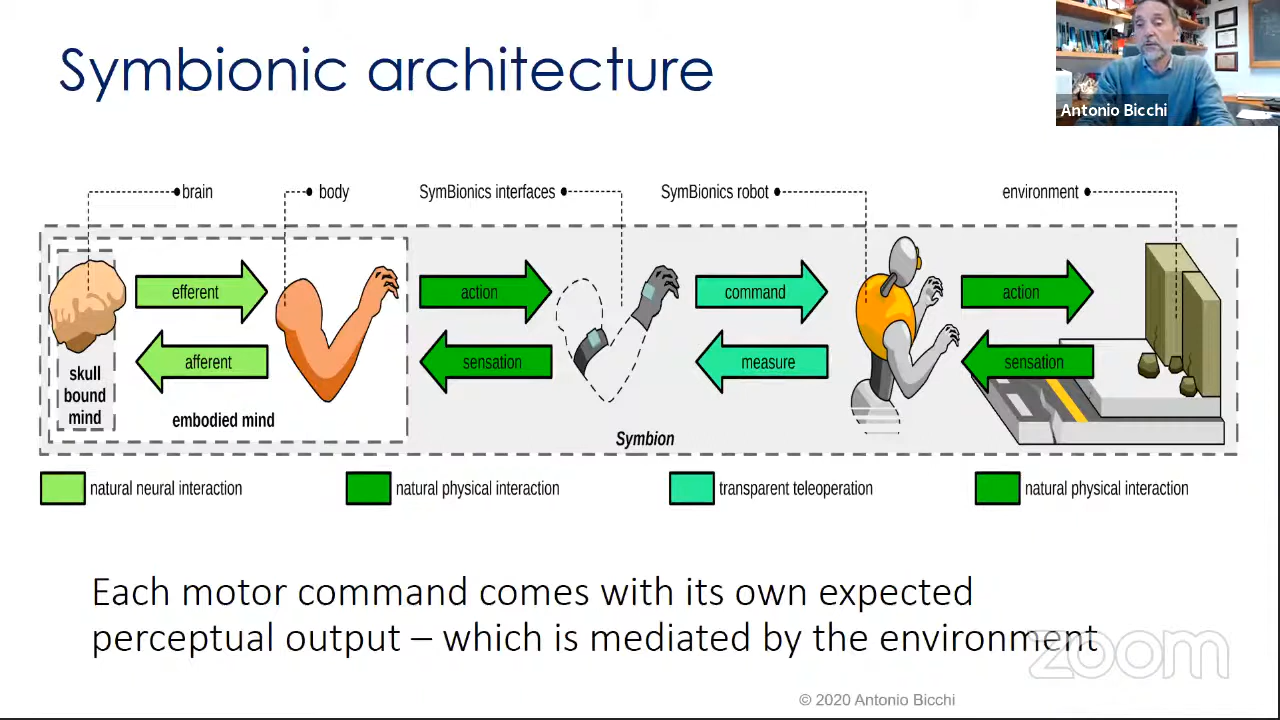 Symbionic architecture
Antonio Bicchi
brain
body
SymBionics interfaces
SymBionics robot
environment
efferent
action
command
action
afferent
sensation
measure
sensation
skull
bound
mind
embodied mind
Symbion
natural neural interaction
natural physical interaction
transparent teleoperation
natural physical interaction
Each motor command comes with its own expected
perceptual output – which is mediated by the environment
zoom
© 2020 Antonio Bicchi